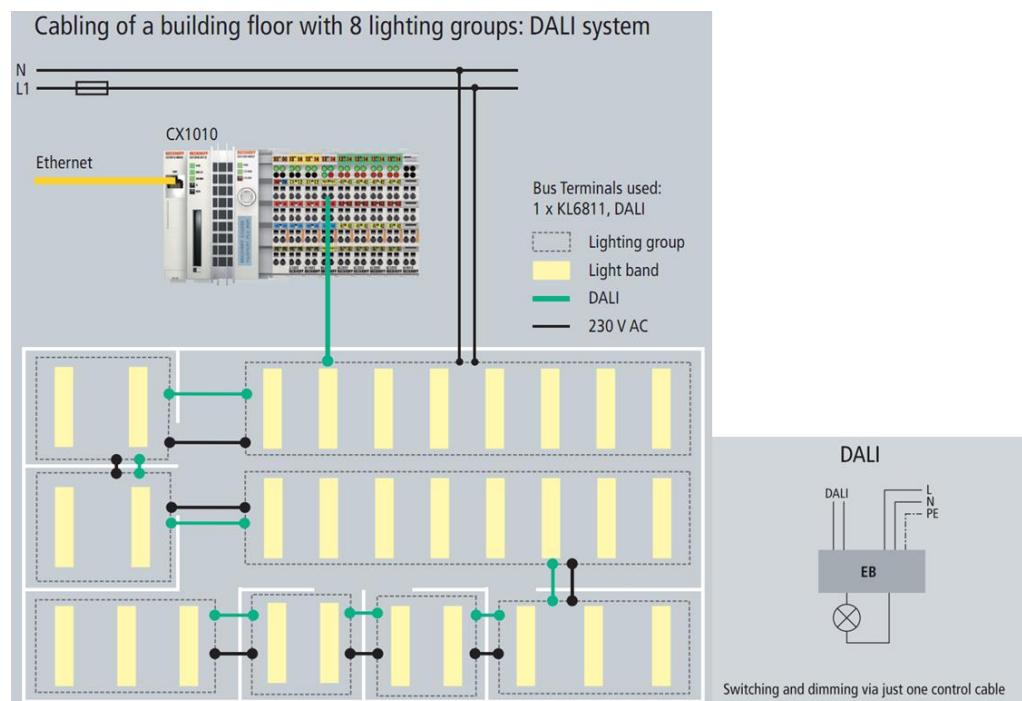 Cabling of a building floor with 8 lighting groups: DALI system
N
L1
CX1010
Ethernet
BECKHOFF
Bus Terminals used:
1 x KL6811, DALI
Lighting group
Light band
DALI
230 V AC
DALI
DALI
L
N
PE
EB
Switching and dimming via just one control cable